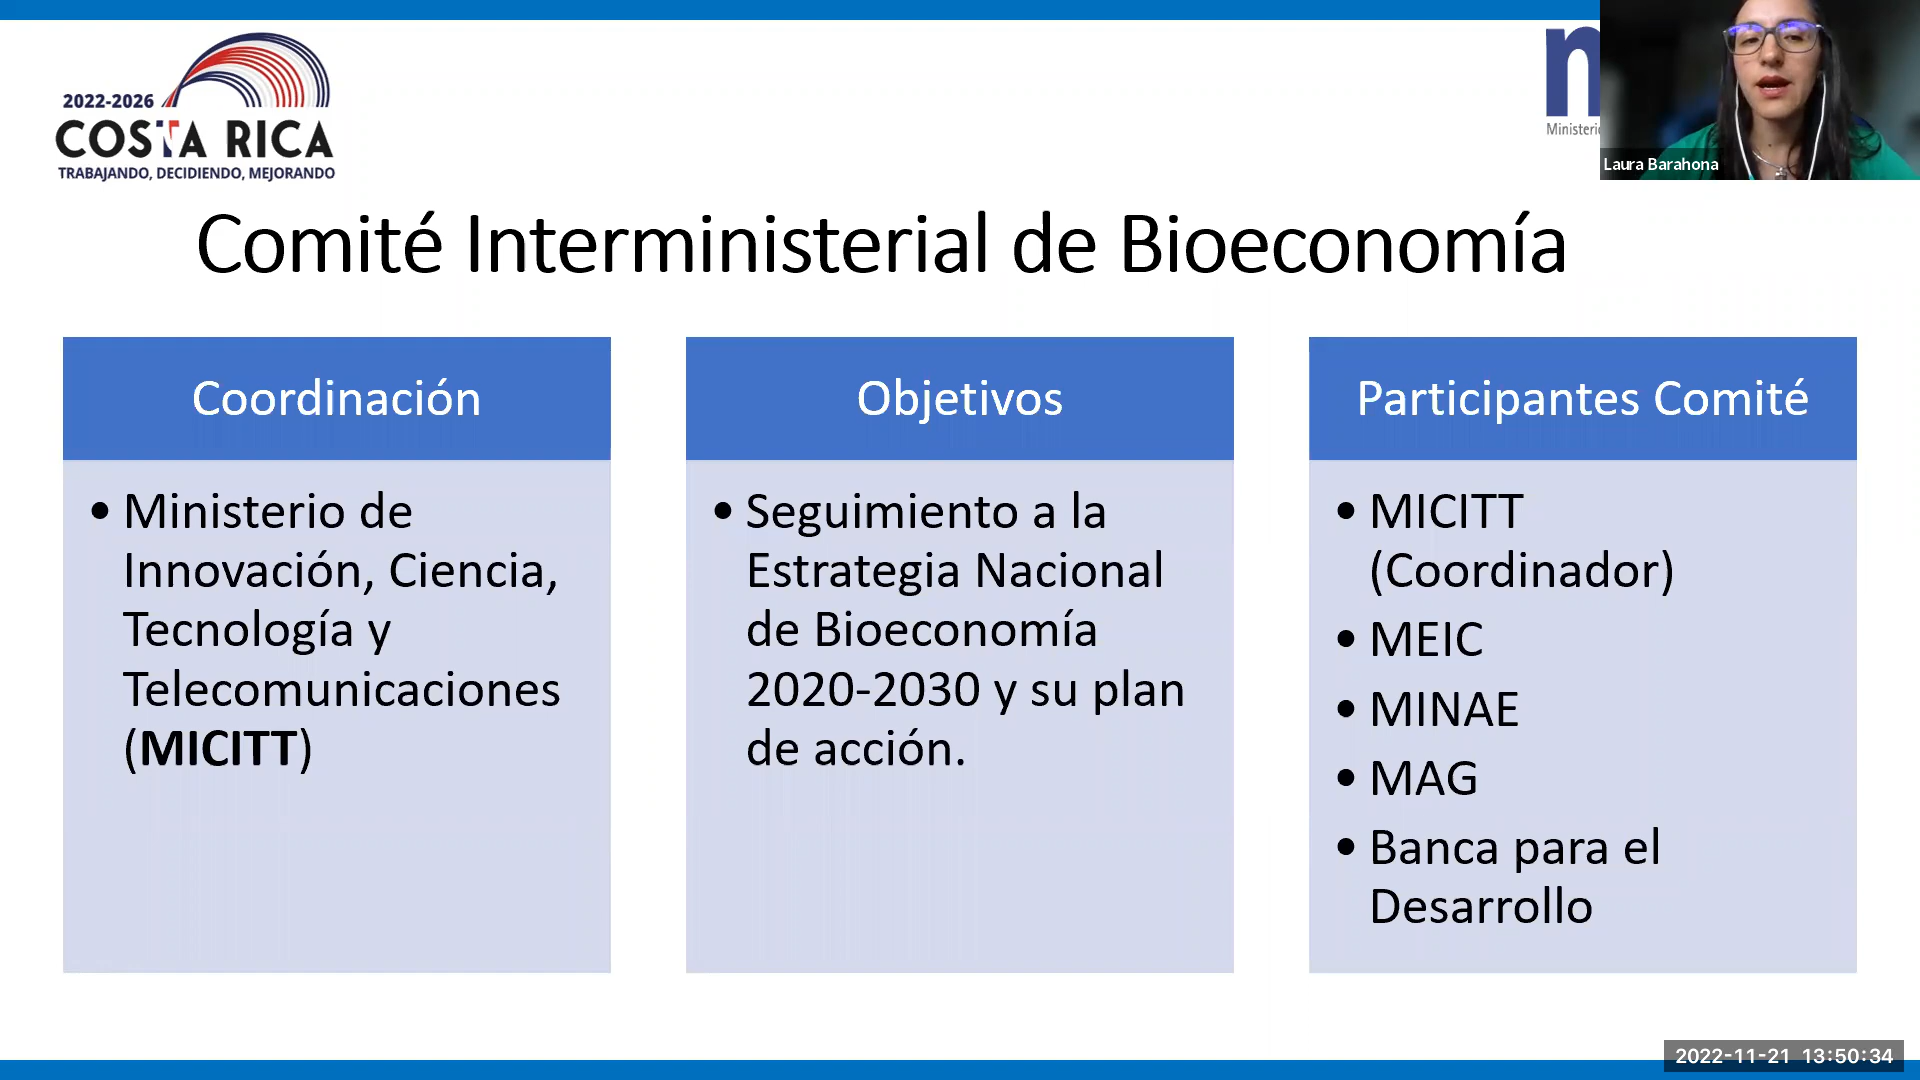 2022-2026
COSTA RICA
TRABAJANDO, DECIDIENDO, MEJORANDO
Laura Barahona
Comité Interministerial de Bioeconomía
Coordinación
• Ministerio de
Innovación, Ciencia,
Tecnología y
Telecomunicaciones
(MICITT)
Objetivos
• Seguimiento a la
Estrategia Nacional
de Bioeconomía
2020-2030 y su plan
de acción.
Participantes Comité
• MICITT
(Coordinador)
• MEIC
• MINAE
• MAG
• Banca para el
Desarrollo
2022-11-21 13:50:34